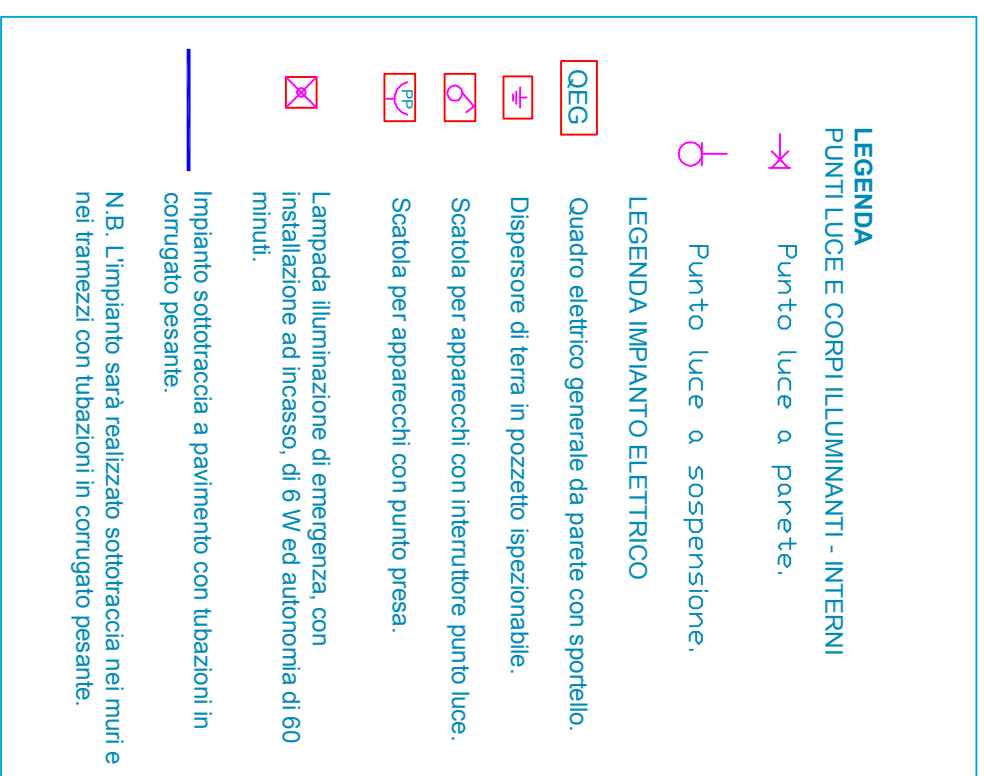 LEGENDA
PUNTI LUCE E CORPI ILLUMINANTI - INTERNI
Punto luce a parete.
Punto luce a sospensione.
LEGENDA IMPIANTO ELETTRICO
QEG Quadro elettrico generale da parete con sportello.
Dispersore di terra in pozzetto ispezionabile.
Scatola per apparecchi con interruttore punto luce.
PP Scatola per apparecchi con punto presa.
Lampada illuminazione di emergenza, con
installazione ad incasso, di 6 W ed autonomia di 60
minuti.
Impianto sottotraccia a pavimento con tubazioni in
corrugato pesante.
N.B. L'impianto sarà realizzato sottotraccia nei muri e
nei tramezzi con tubazioni in corrugato pesante.